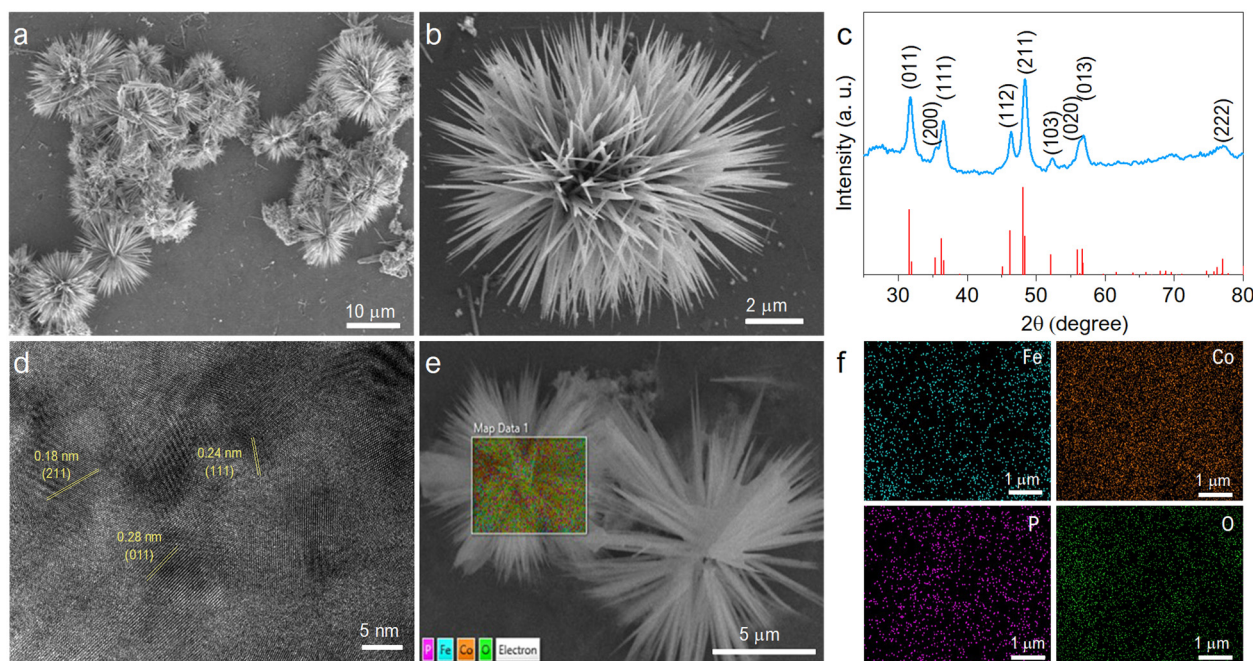 a
10 μm
b
2 μm
c
Intensity (a. u.)
(011)
(200)
(111)
(112)
(211)
(103)
(020)
(013)
(222)
30 40 50 60 70 80
2θ (degree)
d
0.18 nm
(211)
0.24 nm
(111)
0.28 nm
(011)
5 nm
e
Map Data 1
P Fe Co O Electron
5 μm
f
Fe
1 μm
Co
1 μm
P
1 μm
O
1 μm